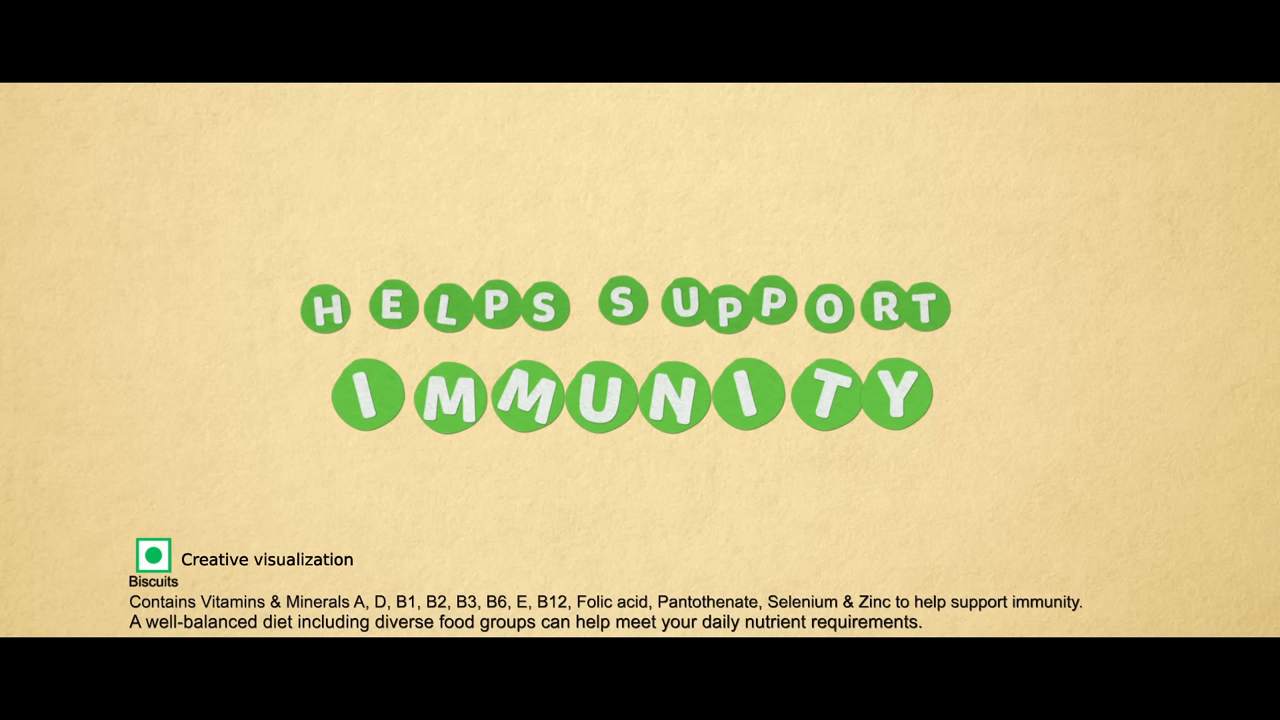 HELPS SUPPORT
IMMUNITY
Creative visualization
Biscuits
Contains Vitamins & Minerals A, D, B1, B2, B3, B6, E, B12, Folic acid, Pantothenate, Selenium & Zinc to help support immunity.
A well-balanced diet including diverse food groups can help meet your daily nutrient requirements.